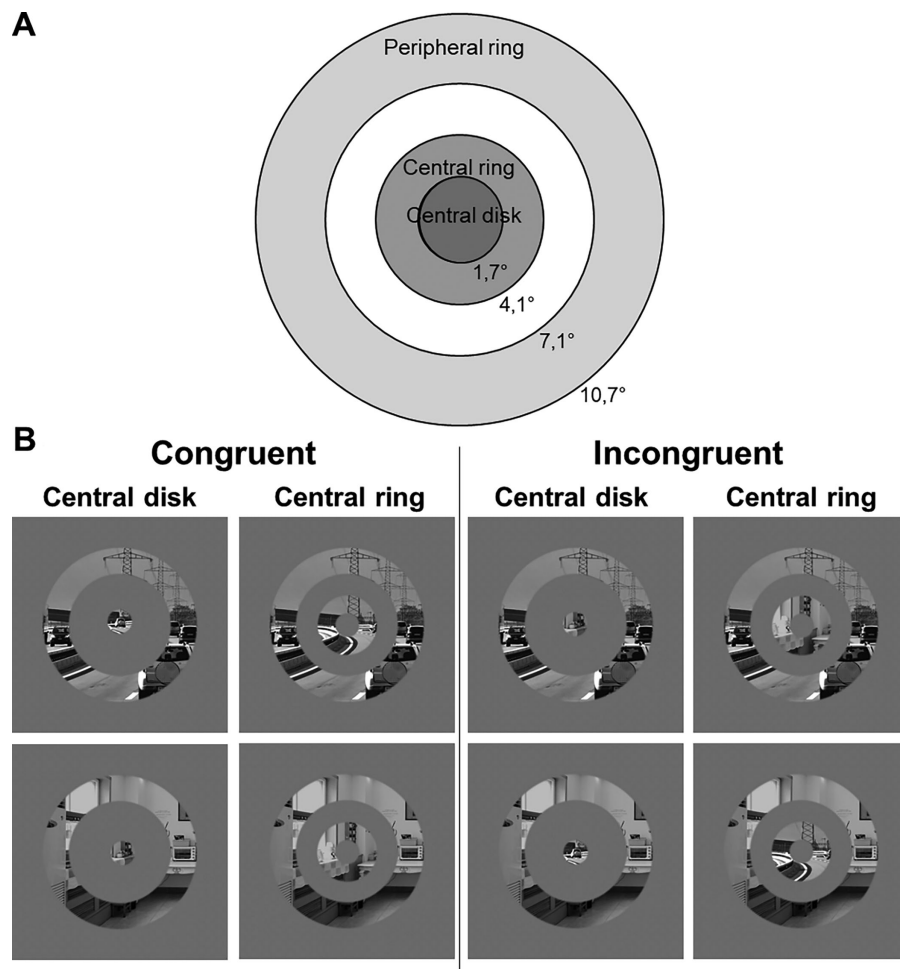 A
Peripheral ring
Central ring
Central disk
1,7°
4,1°
7,1°
10,7°
B
Congruent
Incongruent
Central disk
Central ring
Central disk
Central ring